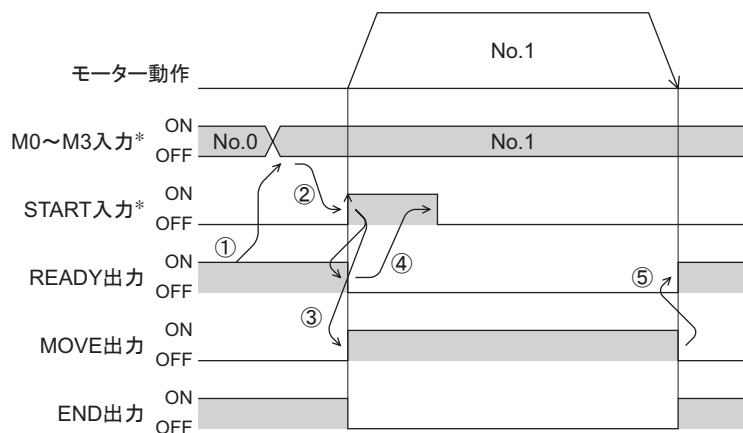 No.1
モーター動作
M0～M3入力*
ON
OFF
No.0
No.1
START入力*
ON
OFF
②
①
④
READY出力
ON
OFF
⑤
③
MOVE出力
ON
OFF
END出力
ON
OFF